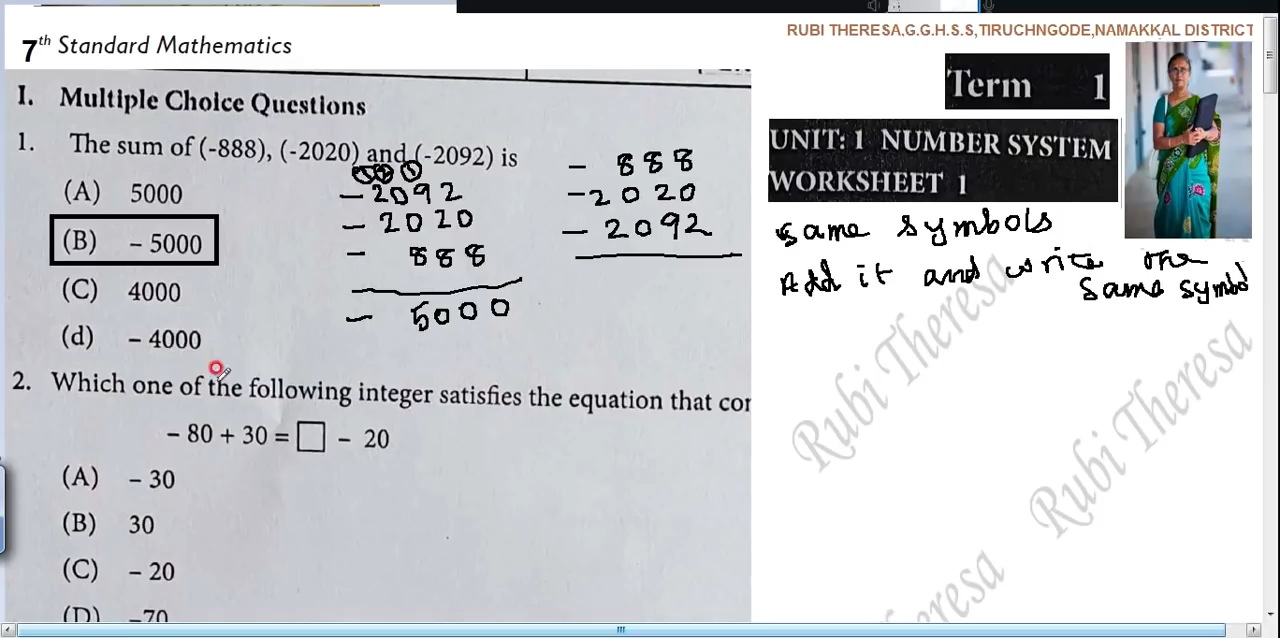 RUBI THERESA,G.G.H.S.S,TIRUCHNGODE,NAMAKKAL DISTRICT
7th Standard Mathematics
Term 1
UNIT: 1 NUMBER SYSTEM
WORKSHEET 1
I. Multiple Choice Questions
1. The sum of (-888), (-2020) and (-2092) is
(A) 5000
(B) - 5000
(C) 4000
(d) - 4000
-2092
- 2020
- 888
- 5000
- 888
-2020
- 2092
same symbols
Add it and write the
same symbol
2. Which one of the following integer satisfies the equation that cor
- 80 + 30 = □ - 20
(A) - 30
(B) 30
(C) - 20
(D) -70
Rubi Theresa
Rubi Theresa
heresa